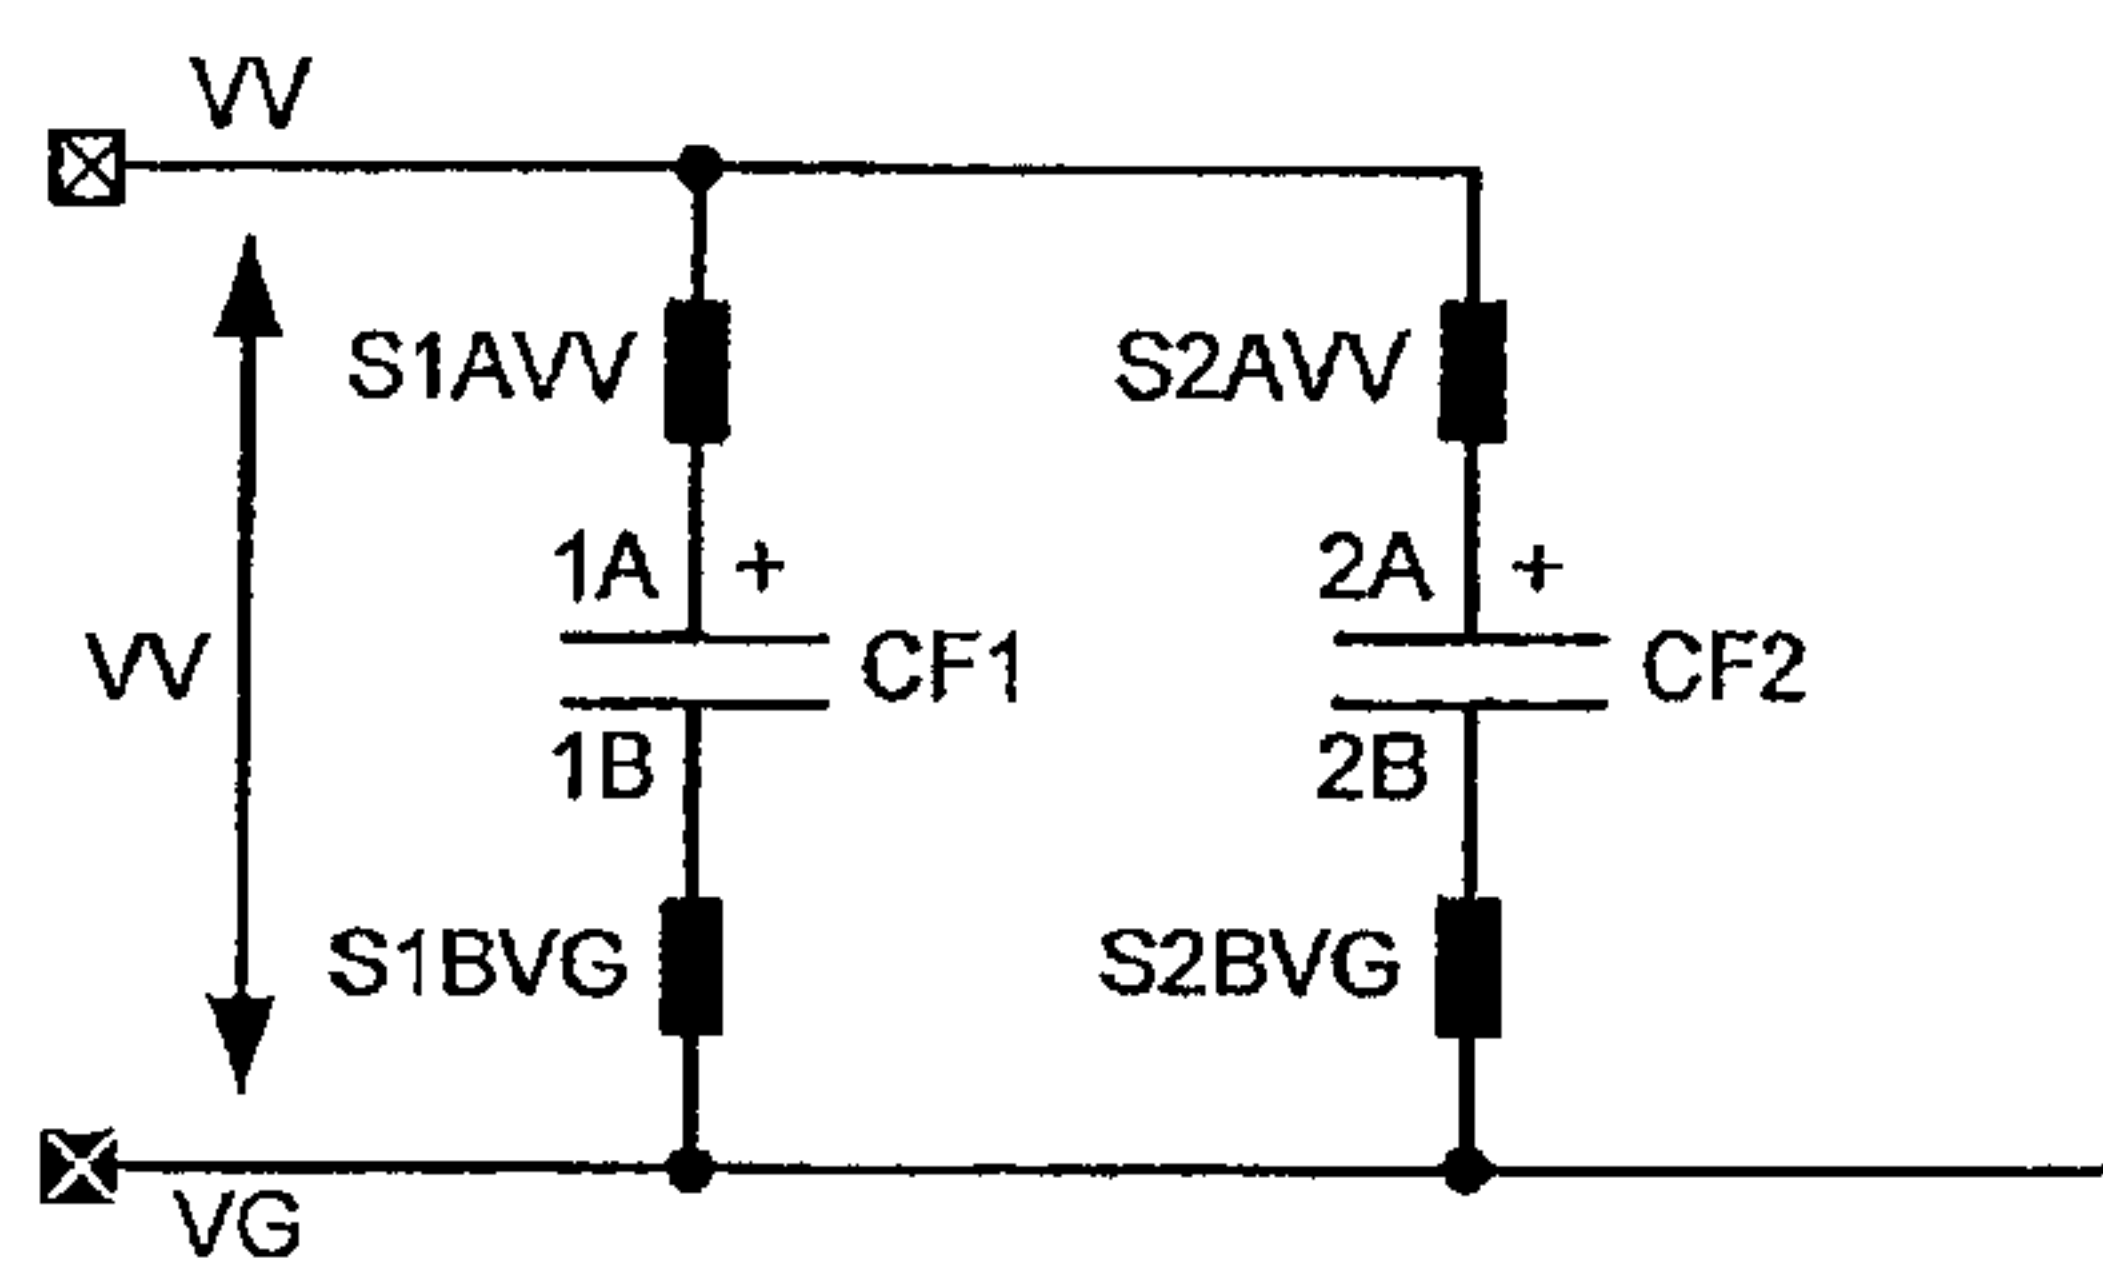 VV
S1AVV S2AVV
1A + 2A +
VV CF1 CF2
1B 2B
S1BVG S2BVG
VG